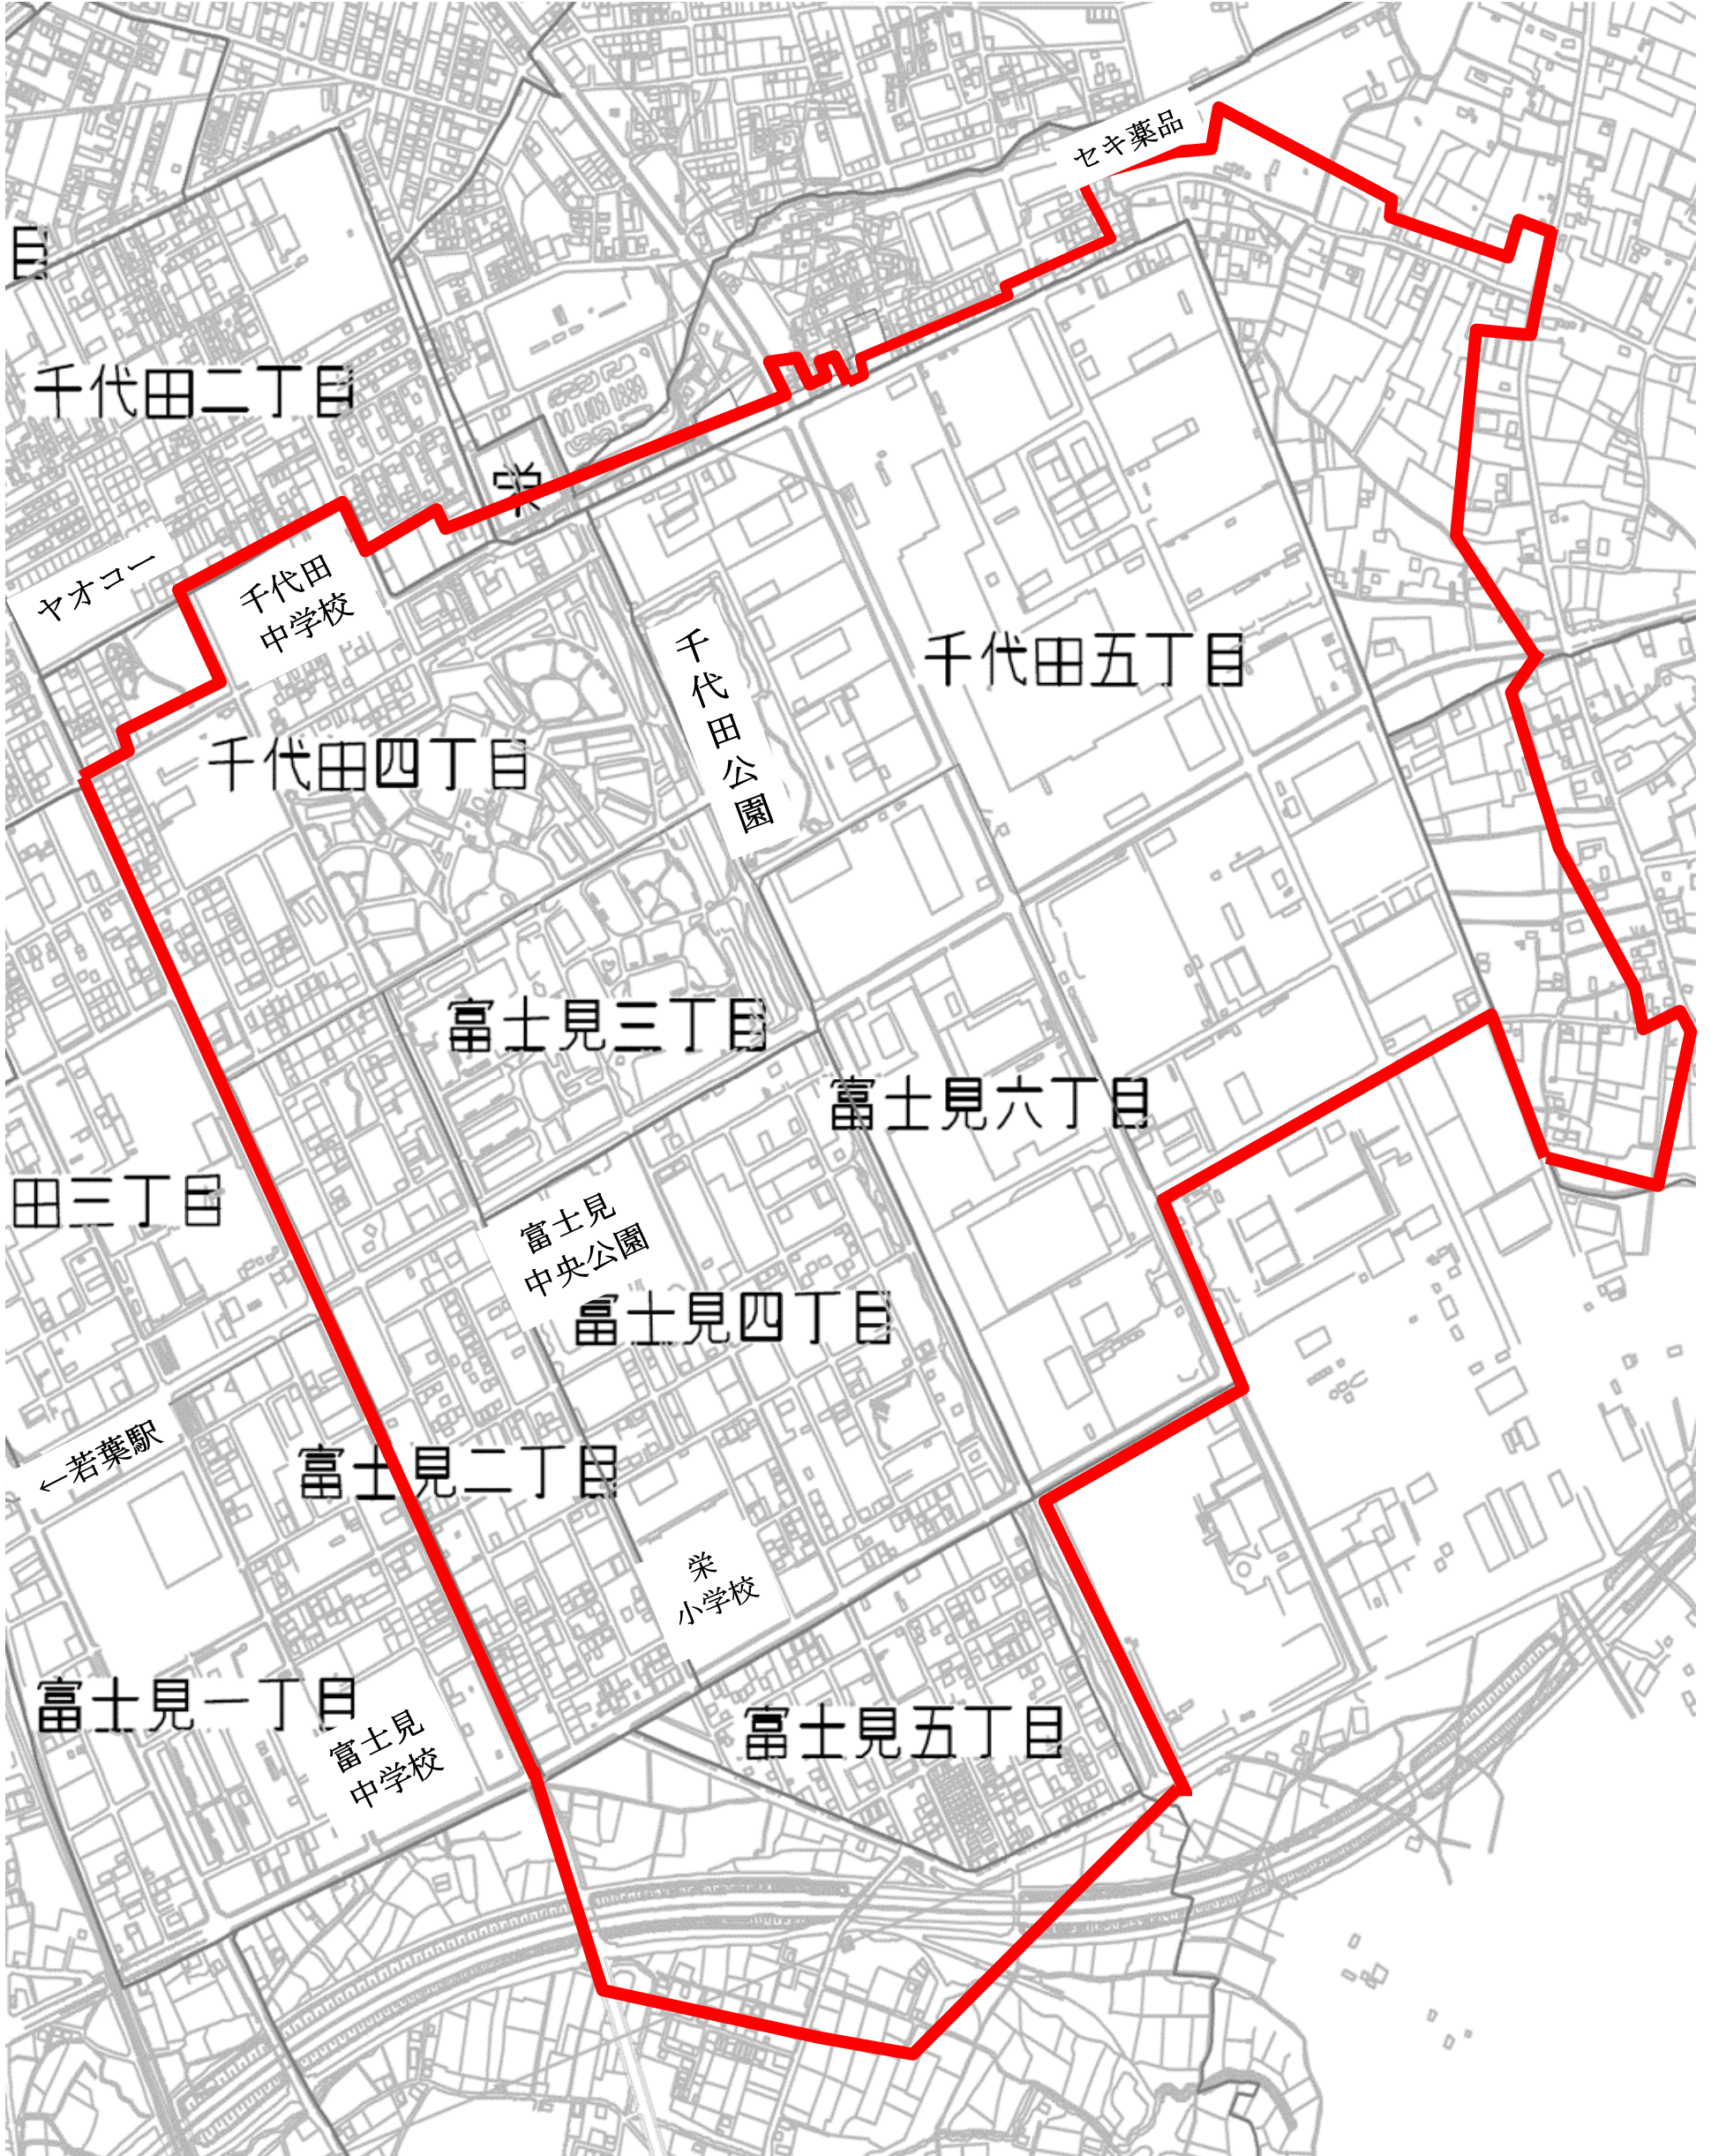 セキ薬品
目
千代田二丁目
栄
ヤオコー
千代田
中学校
千代田公園
千代田五丁目
千代田四丁目
富士見三丁目
富士見六丁目
田三丁目
富士見
中央公園
富士見四丁目
←若葉駅
富士見二丁目
栄
小学校
富士見一丁目
富士見
中学校
富士見五丁目